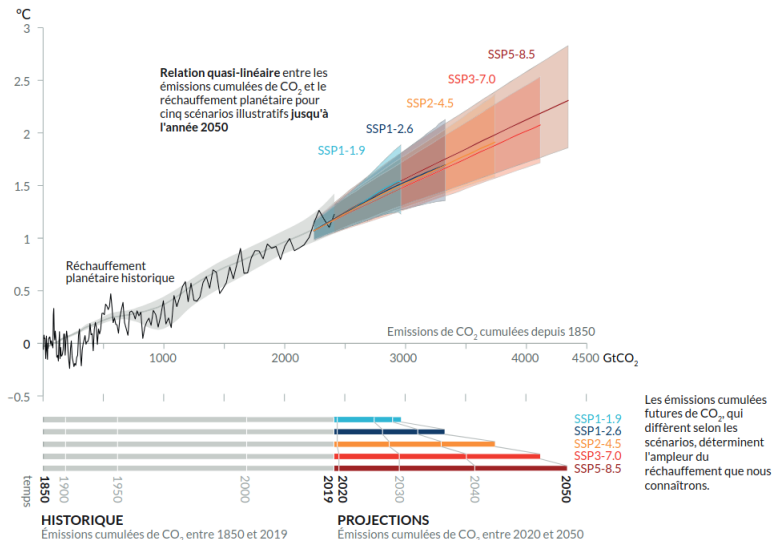 °C
3
2.5
2
1.5
1
0.5
0
−0.5
Relation quasi-linéaire entre les
émissions cumulées de CO₂ et le
réchauffement planétaire pour
cinq scénarios illustratifs jusqu'à
l'année 2050
SSP5-8.5
SSP3-7.0
SSP2-4.5
SSP1-2.6
SSP1-1.9
Réchauffement
planétaire historique
Emissions de CO₂ cumulées depuis 1850
1000
2000
3000
4000
4500 GtCO₂
SSP1-1.9
SSP1-2.6
SSP2-4.5
SSP3-7.0
SSP5-8.5
Les émissions cumulées
futures de CO₂, qui
diffèrent selon les
scénarios, déterminent
l'ampleur du
réchauffement que nous
connaîtrons.
temps
1850
1900
1950
2000
2019
2020
2030
2040
2050
HISTORIQUE
Émissions cumulées de CO₂ entre 1850 et 2019
PROJECTIONS
Émissions cumulées de CO₂ entre 2020 et 2050